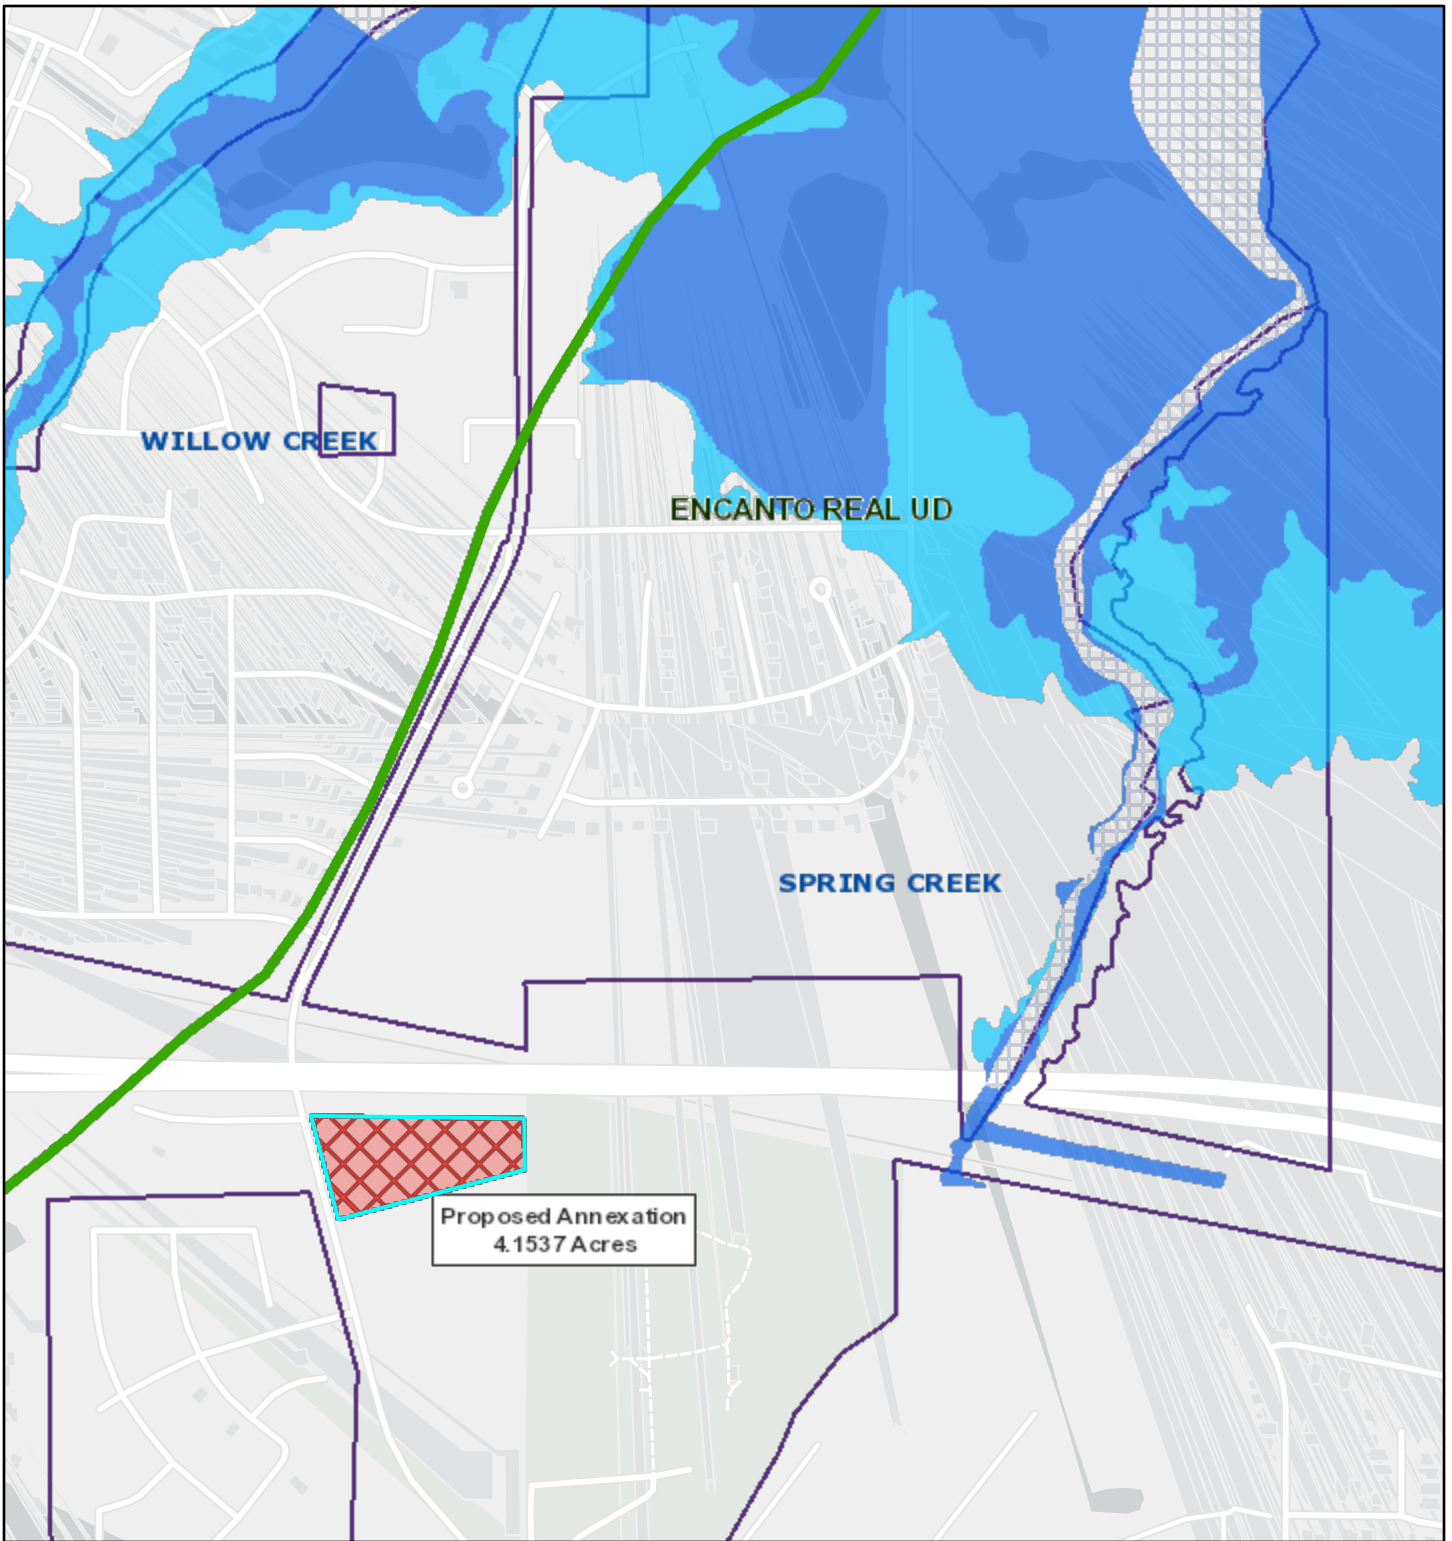 WILLOW CREEK
ENCANTO REAL UD
SPRING CREEK
Proposed Annexation
4.1537 Acres